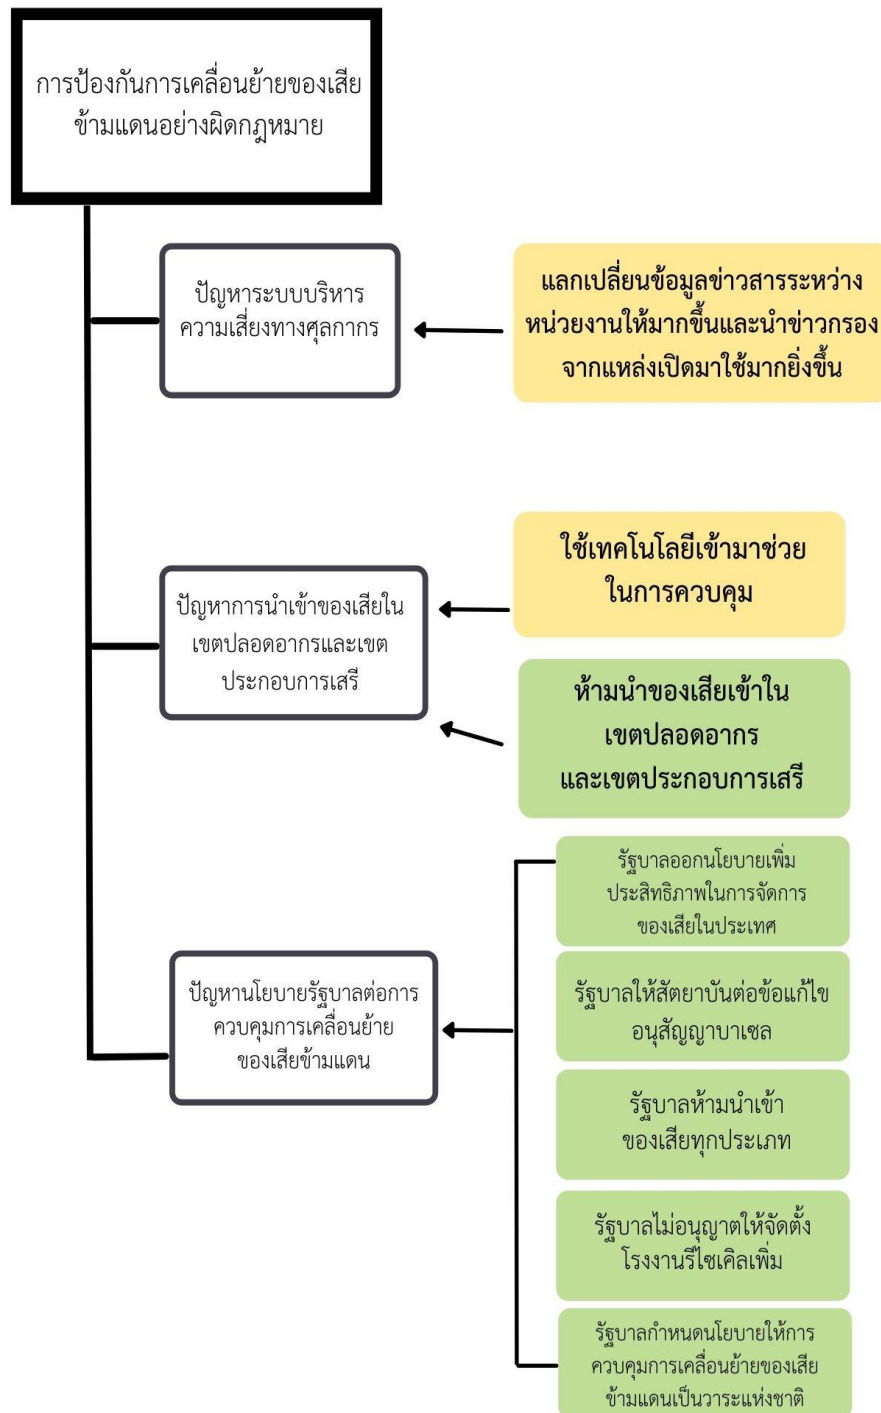 การป้องกันการเคลื่อนย้ายของเสีย
ข้ามแดนอย่างผิดกฎหมาย
ปัญหาระบบบริหาร
ความเสี่ยงทางศุลกากร
แลกเปลี่ยนข้อมูลข่าวสารระหว่าง
หน่วยงานให้มากขึ้นและนำข่าวกรอง
จากแหล่งเปิดมาใช้มากยิ่งขึ้น
ปัญหาการนำเข้าของเสียใน
เขตปลอดอากรและเขต
ประกอบการเสรี
ใช้เทคโนโลยีเข้ามาช่วย
ในการควบคุม
ห้ามนำของเสียเข้าใน
เขตปลอดอากร
และเขตประกอบการเสรี
ปัญหานโยบายรัฐบาลต่อการ
ควบคุมการเคลื่อนย้าย
ของเสียข้ามแดน
รัฐบาลออกนโยบายเพิ่ม
ประสิทธิภาพในการจัดการ
ของเสียในประเทศ
รัฐบาลให้สัตยาบันต่อข้อแก้ไข
อนุสัญญาบาเซล
รัฐบาลห้ามนำเข้า
ของเสียทุกประเภท
รัฐบาลไม่อนุญาตให้จัดตั้ง
โรงงานรีไซเคิลเพิ่ม
รัฐบาลกำหนดนโยบายให้การ
ควบคุมการเคลื่อนย้ายของเสีย
ข้ามแดนเป็นวาระแห่งชาติ